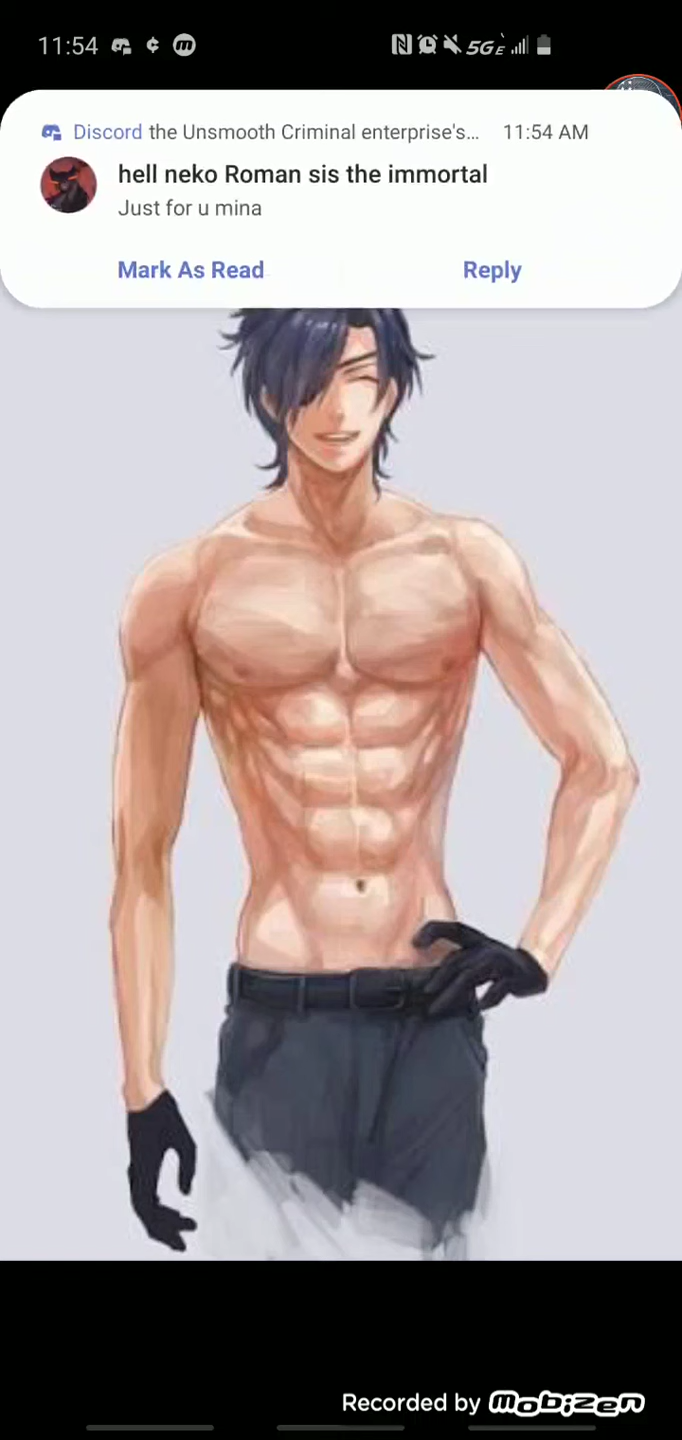 11:54
5GE
Discord the Unsmooth Criminal enterprise's... 11:54 AM
hell neko Roman sis the immortal
Just for u mina
Mark As Read Reply
Recorded by mobizen